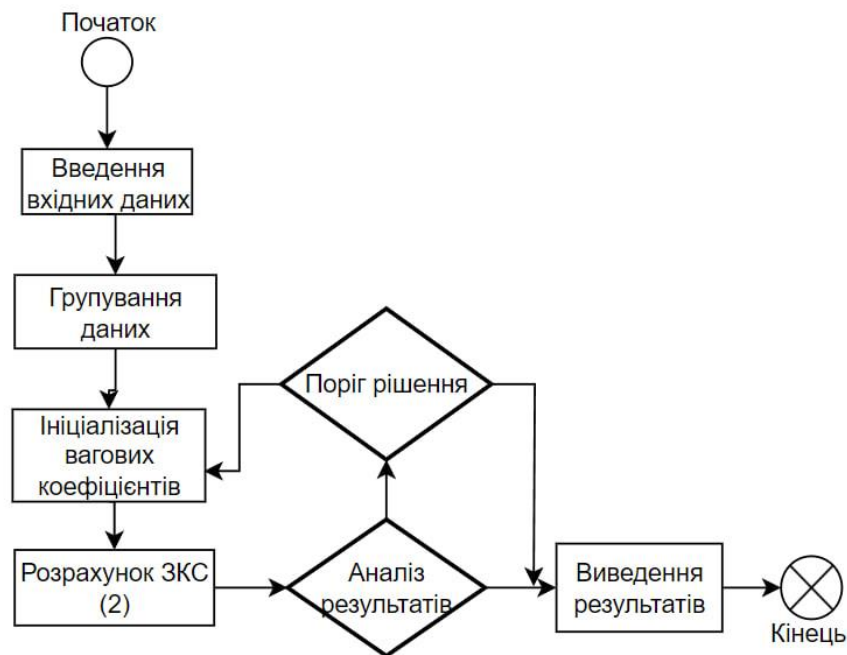 Початок
Введення
вхідних даних
Групування
даних
Поріг рішення
Ініціалізація
вагових
коефіцієнтів
Розрахунок ЗКС
(2)
Аналіз
результатів
Виведення
результатів
Кінець